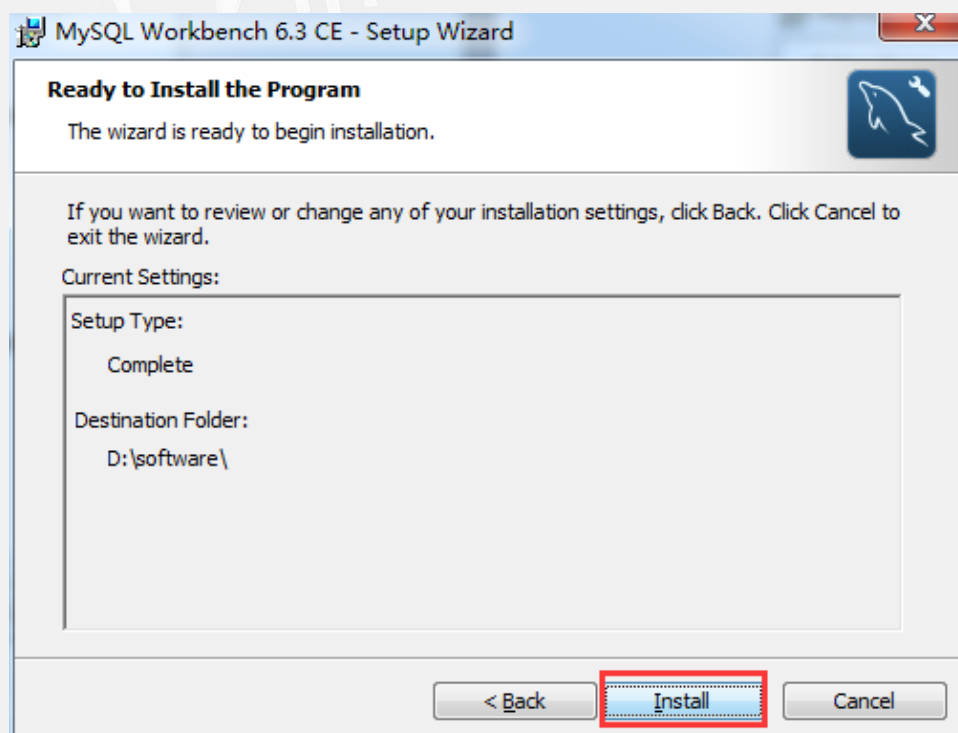 MySQL Workbench 6.3 CE - Setup Wizard
Ready to Install the Program
The wizard is ready to begin installation.
If you want to review or change any of your installation settings, click Back. Click Cancel to
exit the wizard.
Current Settings:
Setup Type:
Complete
Destination Folder:
D:\software\
< Back
Install
Cancel